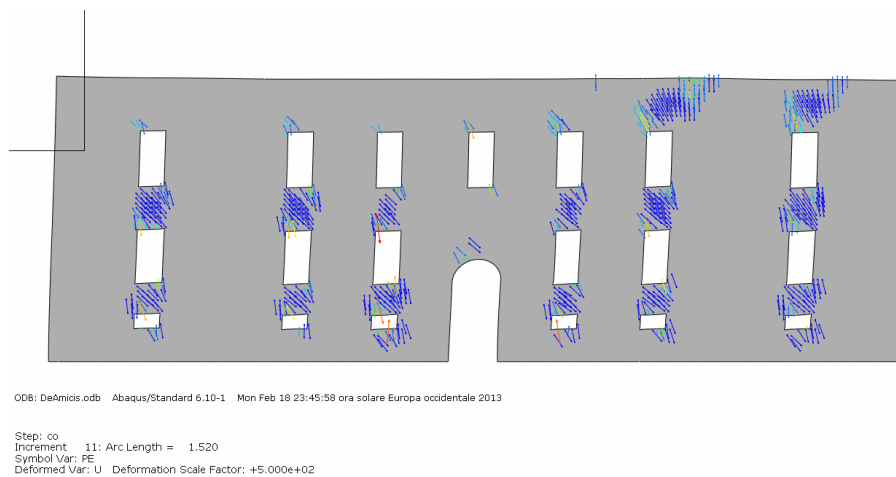 ODB: DeAmicis.odb Abaqus/Standard 6.10-1 Mon Feb 18 23:45:58 ora solare Europa occidentale 2013
Step: co
Increment 11: Arc Length = 1.520
Symbol Var: PE
Deformed Var: U Deformation Scale Factor: +5.000e+02